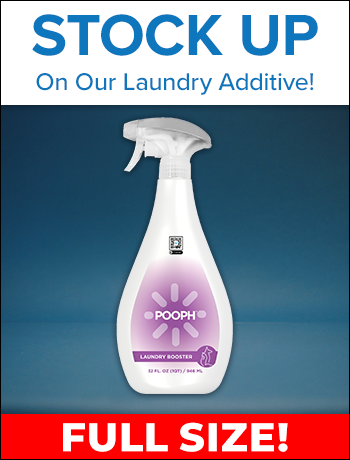 STOCK UP
On Our Laundry Additive!
POOPH
LAUNDRY BOOSTER
32 FL. OZ (1QT) / 946 ML
FULL SIZE!